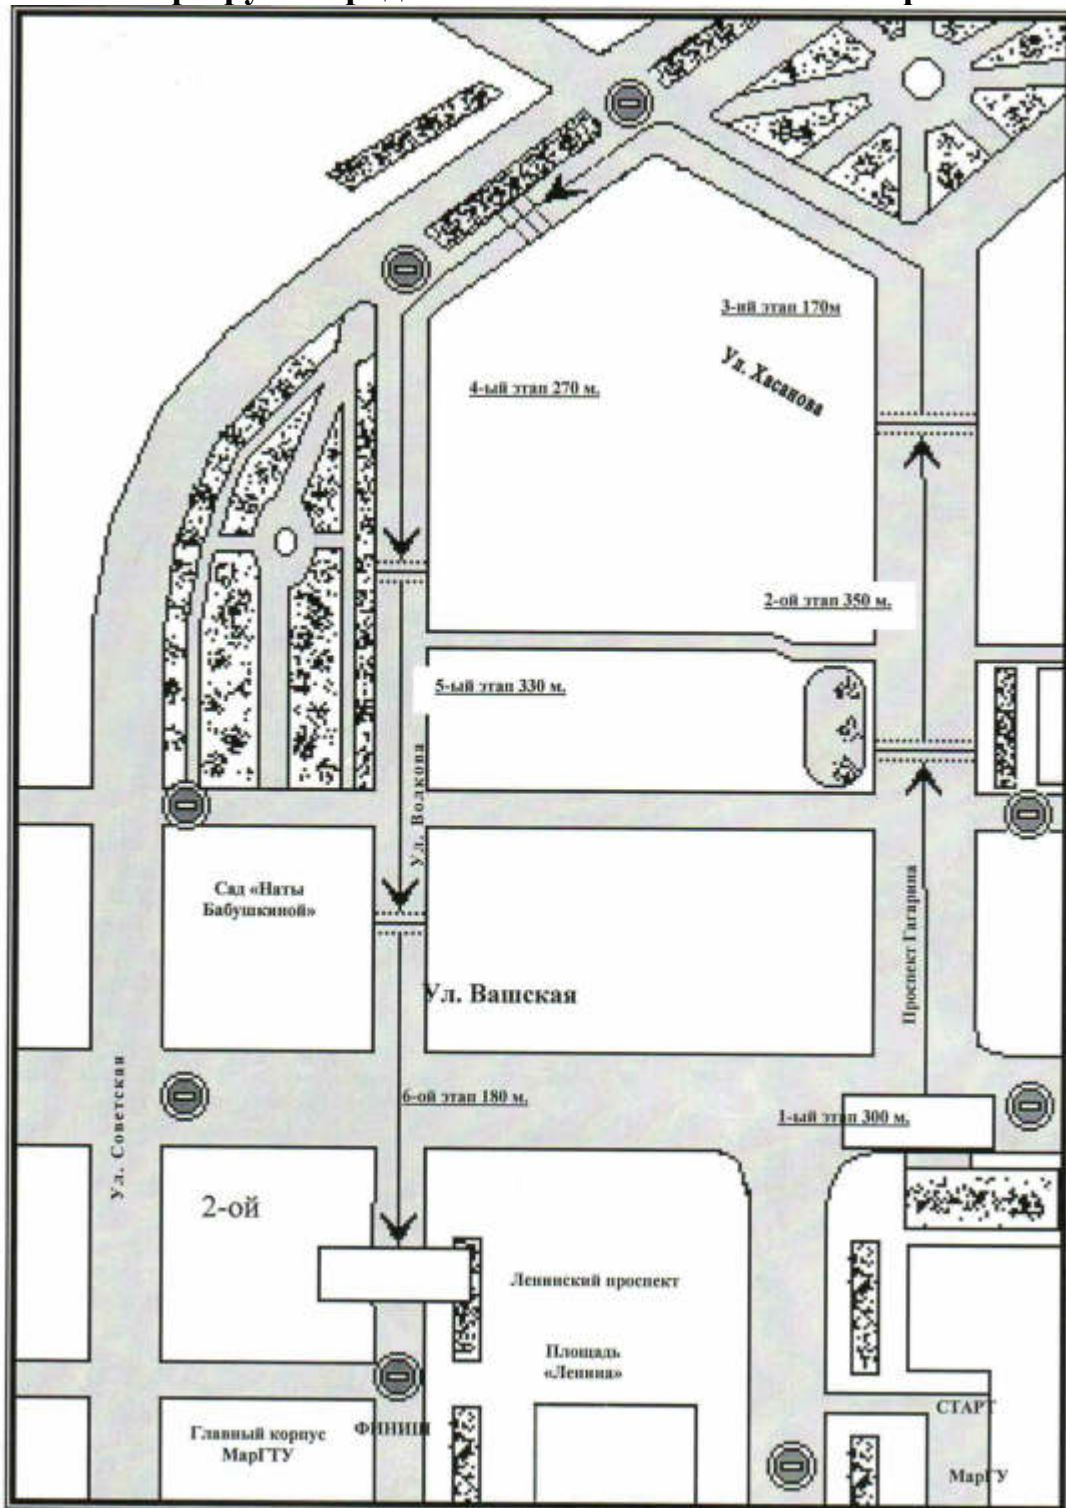 3-ий этап 170м
Ул. Хасанова
4-ый этап 270 м.
2-ой этап 350 м.
5-ый этап 330 м.
Ул. Волкова
Сад «Наты
Бабушкиной»
Проспект Гагарина
Ул. Вашская
Ул. Советская
6-ой этап 180 м.
1-ый этап 300 м.
2-ой
Ленинский проспект
Площадь
«Ленина»
СТАРТ
Главный корпус
МарГТУ
ФИНИШ
МарГУ